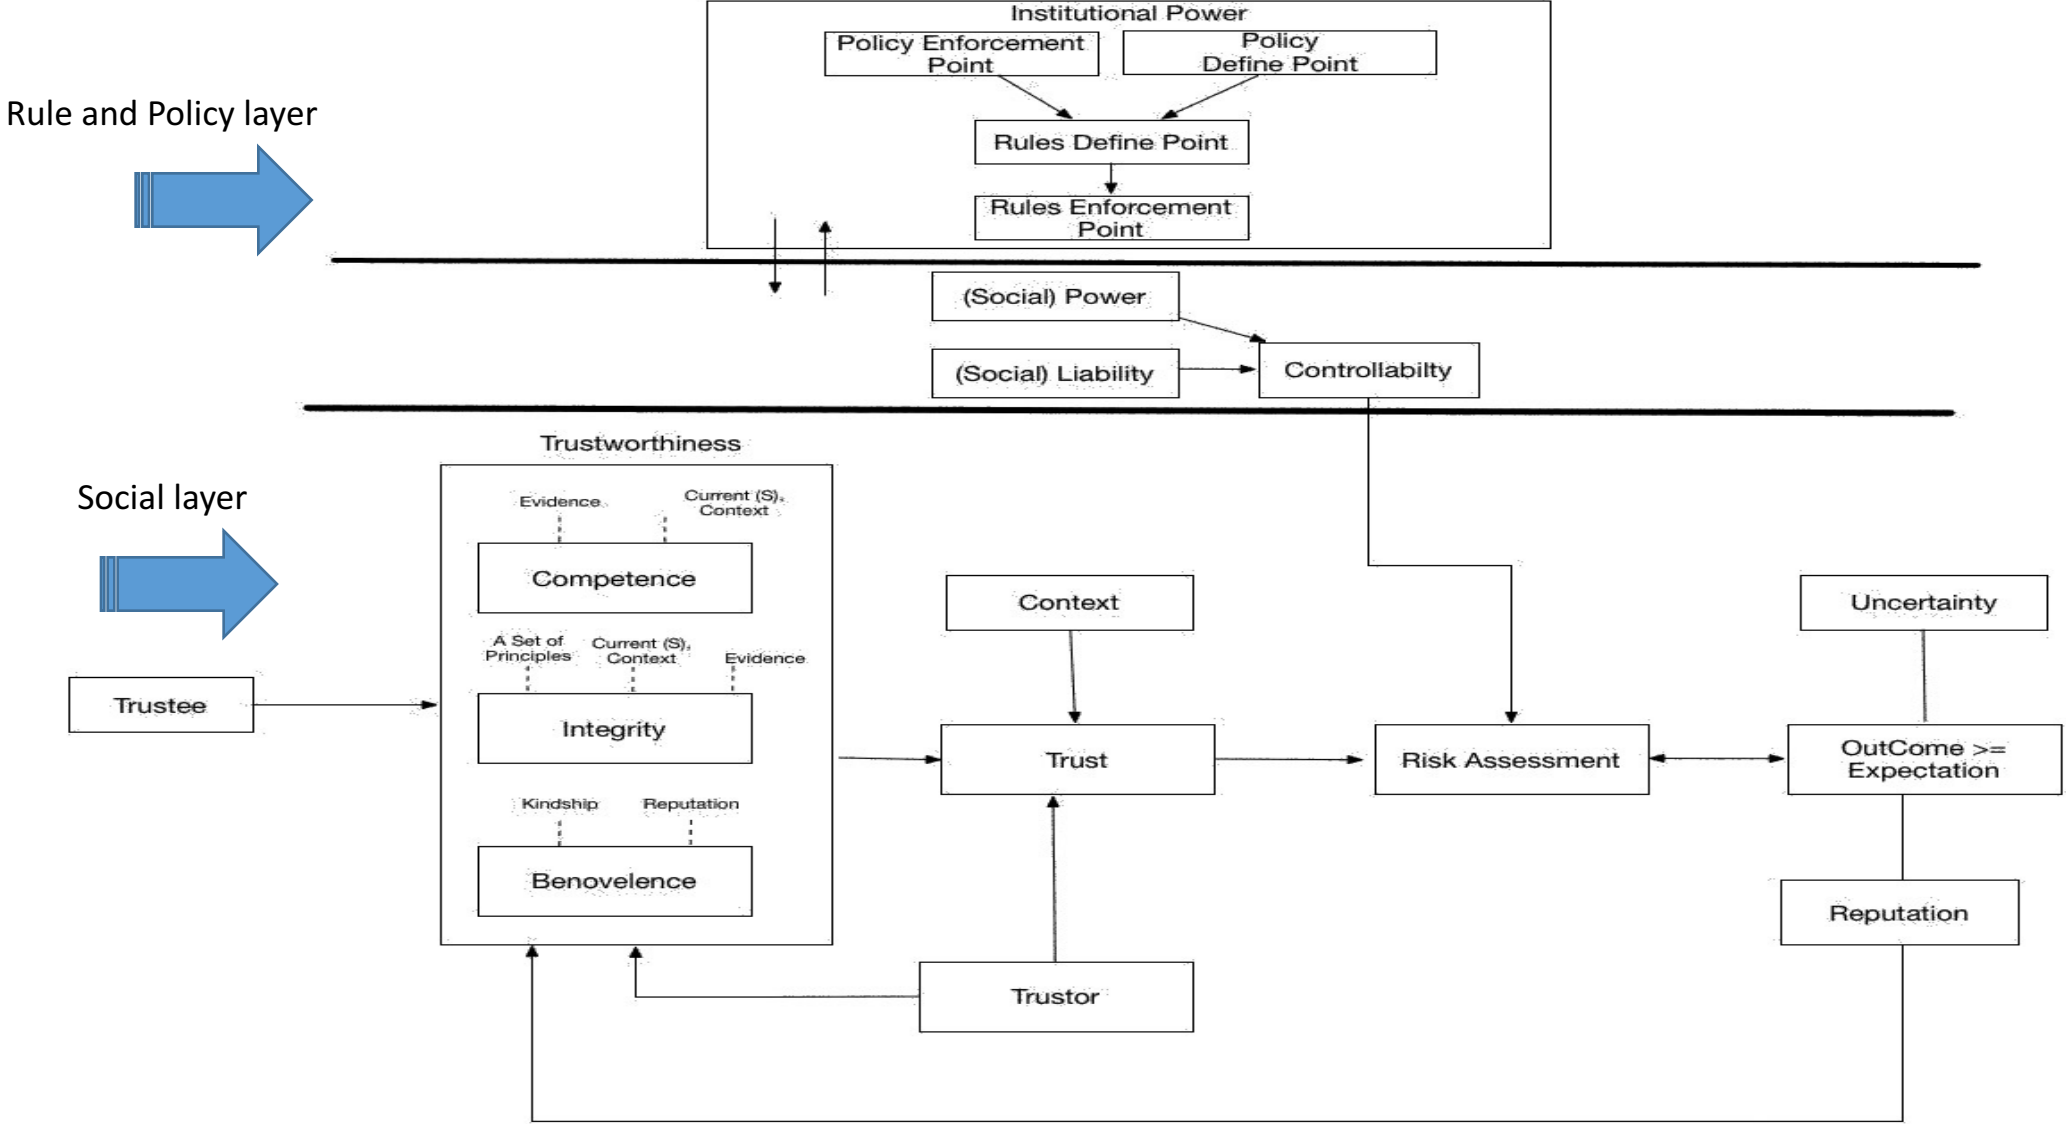 Institutional Power
Policy Enforcement
Point
Policy
Define Point
Rule and Policy layer
Rules Define Point
Rules Enforcement
Point
(Social) Power
(Social) Liability
Controllabilty
Trustworthiness
Social layer
Evidence
Current (S),
Context
Competence
Context
Uncertainty
A Set of
Principles
Current (S),
Context
Evidence
Trustee
Integrity
Trust
Risk Assessment
OutCome >=
Expectation
Kindship
Reputation
Benovelence
Reputation
Trustor